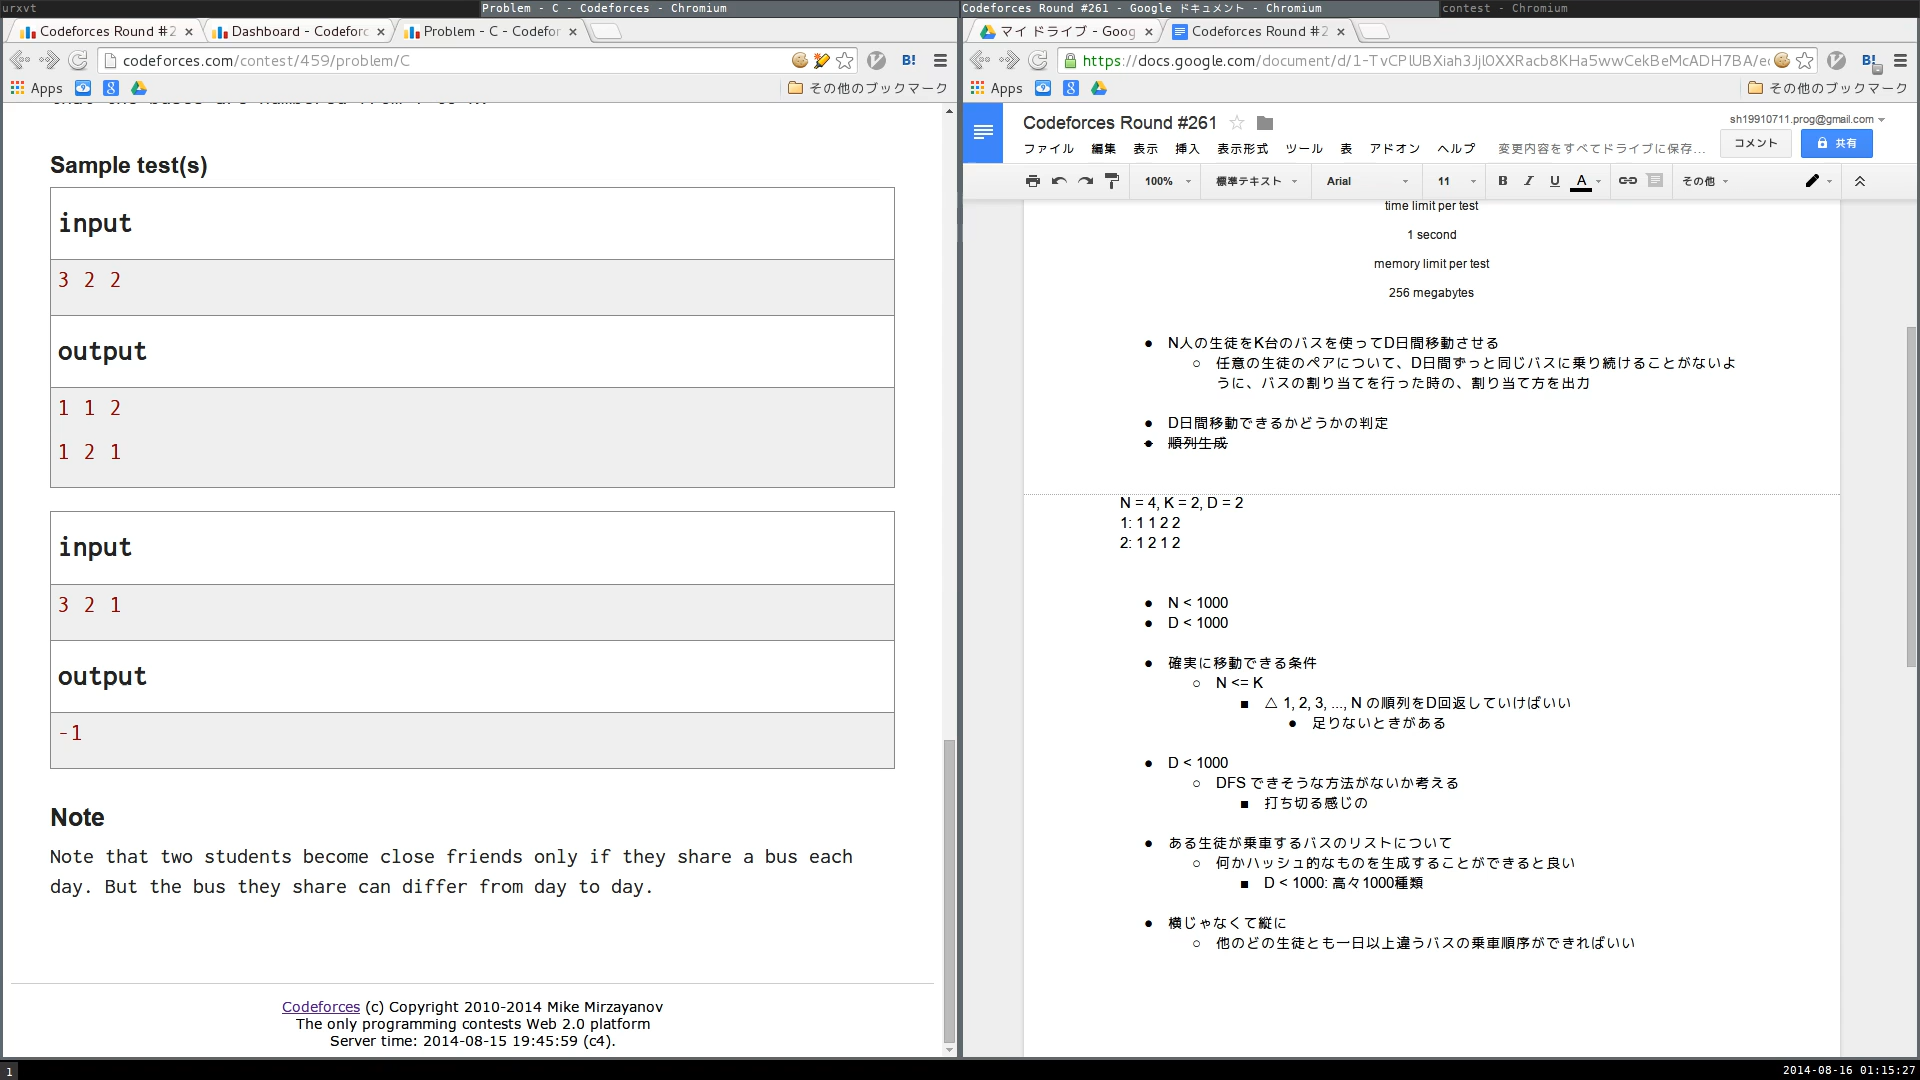 urxvt
Problem - C - Codeforces - Chromium
Codeforces Round #261 - Google ドキュメント - Chromium
contest - Chromium
Codeforces Round #2
Dashboard - Codeforc
Problem - C - Codefor
codeforces.com/contest/459/problem/C
B!
Apps
その他のブックマーク
Sample test(s)
input
3 2 2
output
1 1 2
1 2 1
input
3 2 1
output
-1
Note
Note that two students become close friends only if they share a bus each
day. But the bus they share can differ from day to day.
Codeforces (c) Copyright 2010-2014 Mike Mirzayanov
The only programming contests Web 2.0 platform
Server time: 2014-08-15 19:45:59 (c4).
マイ ドライブ - Goog
Codeforces Round #2
B!
Apps
その他のブックマーク
Codeforces Round #261
sh19910711.prog@gmail.com
コメント
共有
ファイル 編集 表示 挿入 表示形式 ツール 表 アドオン ヘルプ 変更内容をすべてドライブに保存...
100% 標準テキスト Arial 11 B I U A その他
time limit per test
1 second
memory limit per test
256 megabytes
● N人の生徒をK台のバスを使ってD日間移動させる
○ 任意の生徒のペアについて、D日間ずっと同じバスに乗り続けることがないよ
うに、バスの割り当てを行った時の、割り当て方を出力
● D日間移動できるかどうかの判定
● 順列生成
N = 4, K = 2, D = 2
1: 1 1 2 2
2: 1 2 1 2
● N < 1000
● D < 1000
● 確実に移動できる条件
○ N <= K
■ △ 1, 2, 3, ..., N の順列をD回返していけばいい
● 足りないときがある
● D < 1000
○ DFS できそうな方法がないか考える
■ 打ち切る感じの
● ある生徒が乗車するバスのリストについて
○ 何かハッシュ的なものを生成することができると良い
■ D < 1000: 高々1000種類
● 横じゃなくて縦に
○ 他のどの生徒とも一日以上違うバスの乗車順序ができればいい
1
2014-08-16 01:15:27